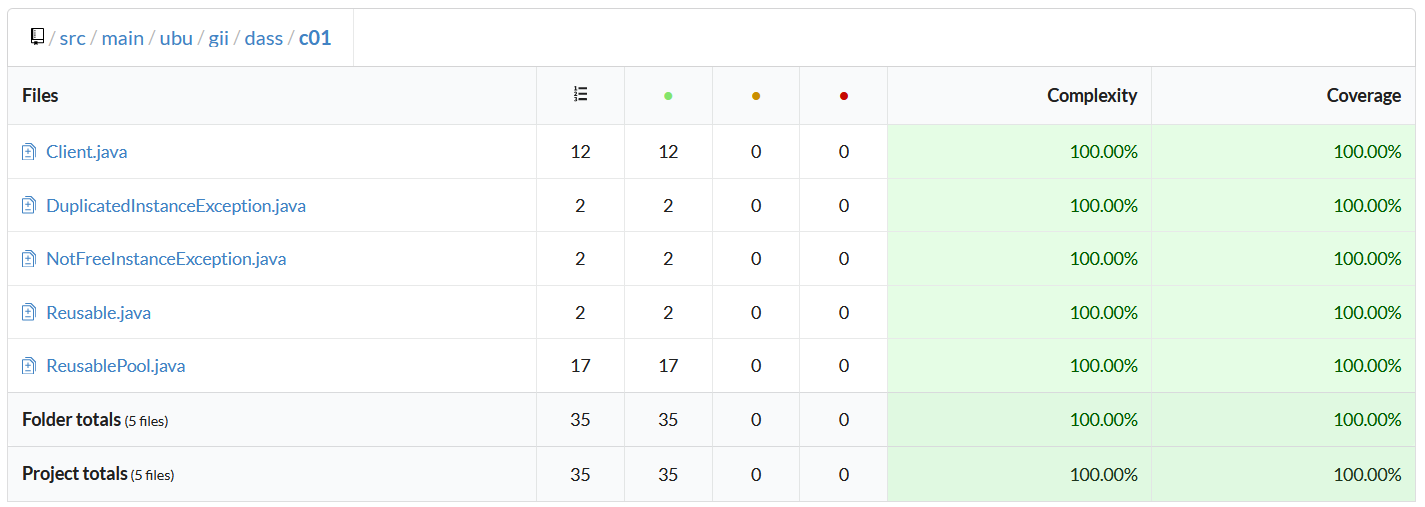 / src / main / ubu / gii / dass / c01
Files Complexity Coverage
Client.java 12 12 0 0 100.00% 100.00%
DuplicatedInstanceException.java 2 2 0 0 100.00% 100.00%
NotFreeInstanceException.java 2 2 0 0 100.00% 100.00%
Reusable.java 2 2 0 0 100.00% 100.00%
ReusablePool.java 17 17 0 0 100.00% 100.00%
Folder totals (5 files) 35 35 0 0 100.00% 100.00%
Project totals (5 files) 35 35 0 0 100.00% 100.00%